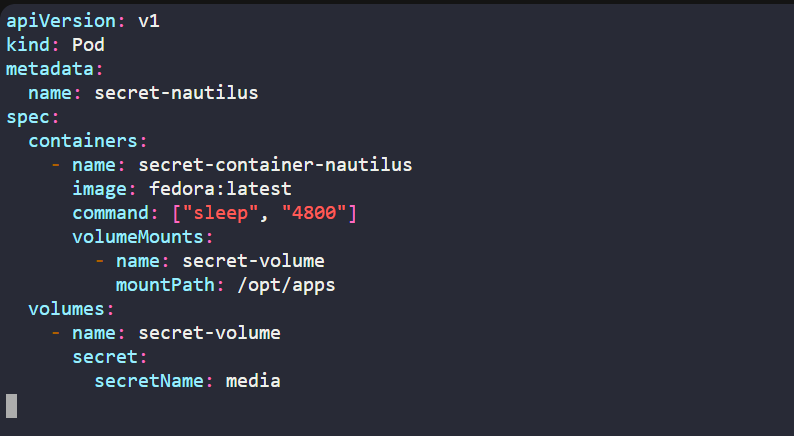 apiVersion: v1
kind: Pod
metadata:
  name: secret-nautilus
spec:
  containers:
    - name: secret-container-nautilus
      image: fedora:latest
      command: ["sleep", "4800"]
      volumeMounts:
        - name: secret-volume
          mountPath: /opt/apps
  volumes:
    - name: secret-volume
      secret:
        secretName: media